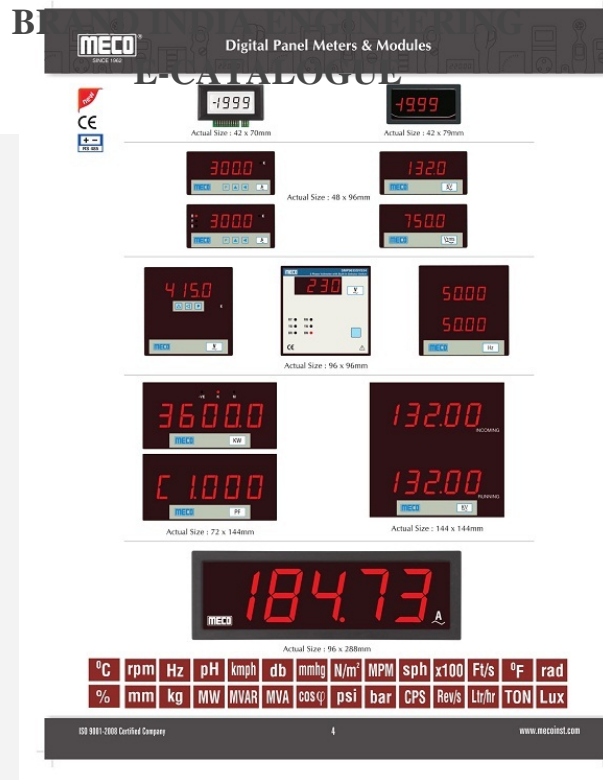 BRAND INDIA ENGINEERING
E-CATALOGUE
MECO®
SINCE 1962
Digital Panel Meters & Modules
new
CE
+ −
RS 485
-1999
-1999
Actual Size : 42 x 70mm
Actual Size : 42 x 79mm
300.0
MECO
A
132.0
MECO
KV
Actual Size : 48 x 96mm
300.0
MECO
A
750.0
MECO
415.0
MECO
V
MECO
230
V
CE
50.00
50.00
MECO
Hz
Actual Size : 96 x 96mm
3600.0
MECO
KW
C 1.000
MECO
PF
132.00
INCOMING
132.00
RUNNING
MECO
KV
Actual Size : 72 x 144mm
Actual Size : 144 x 144mm
184.73
MECO
A
Actual Size : 96 x 288mm
⁰C rpm Hz pH kmph db mmhg N/m² MPM sph x100 Ft/s ⁰F rad
% mm kg MW MVAR MVA cosφ psi bar CPS Rev/s Ltr/hr TON Lux
ISO 9001-2008 Certified Company
4
www.mecoinst.com